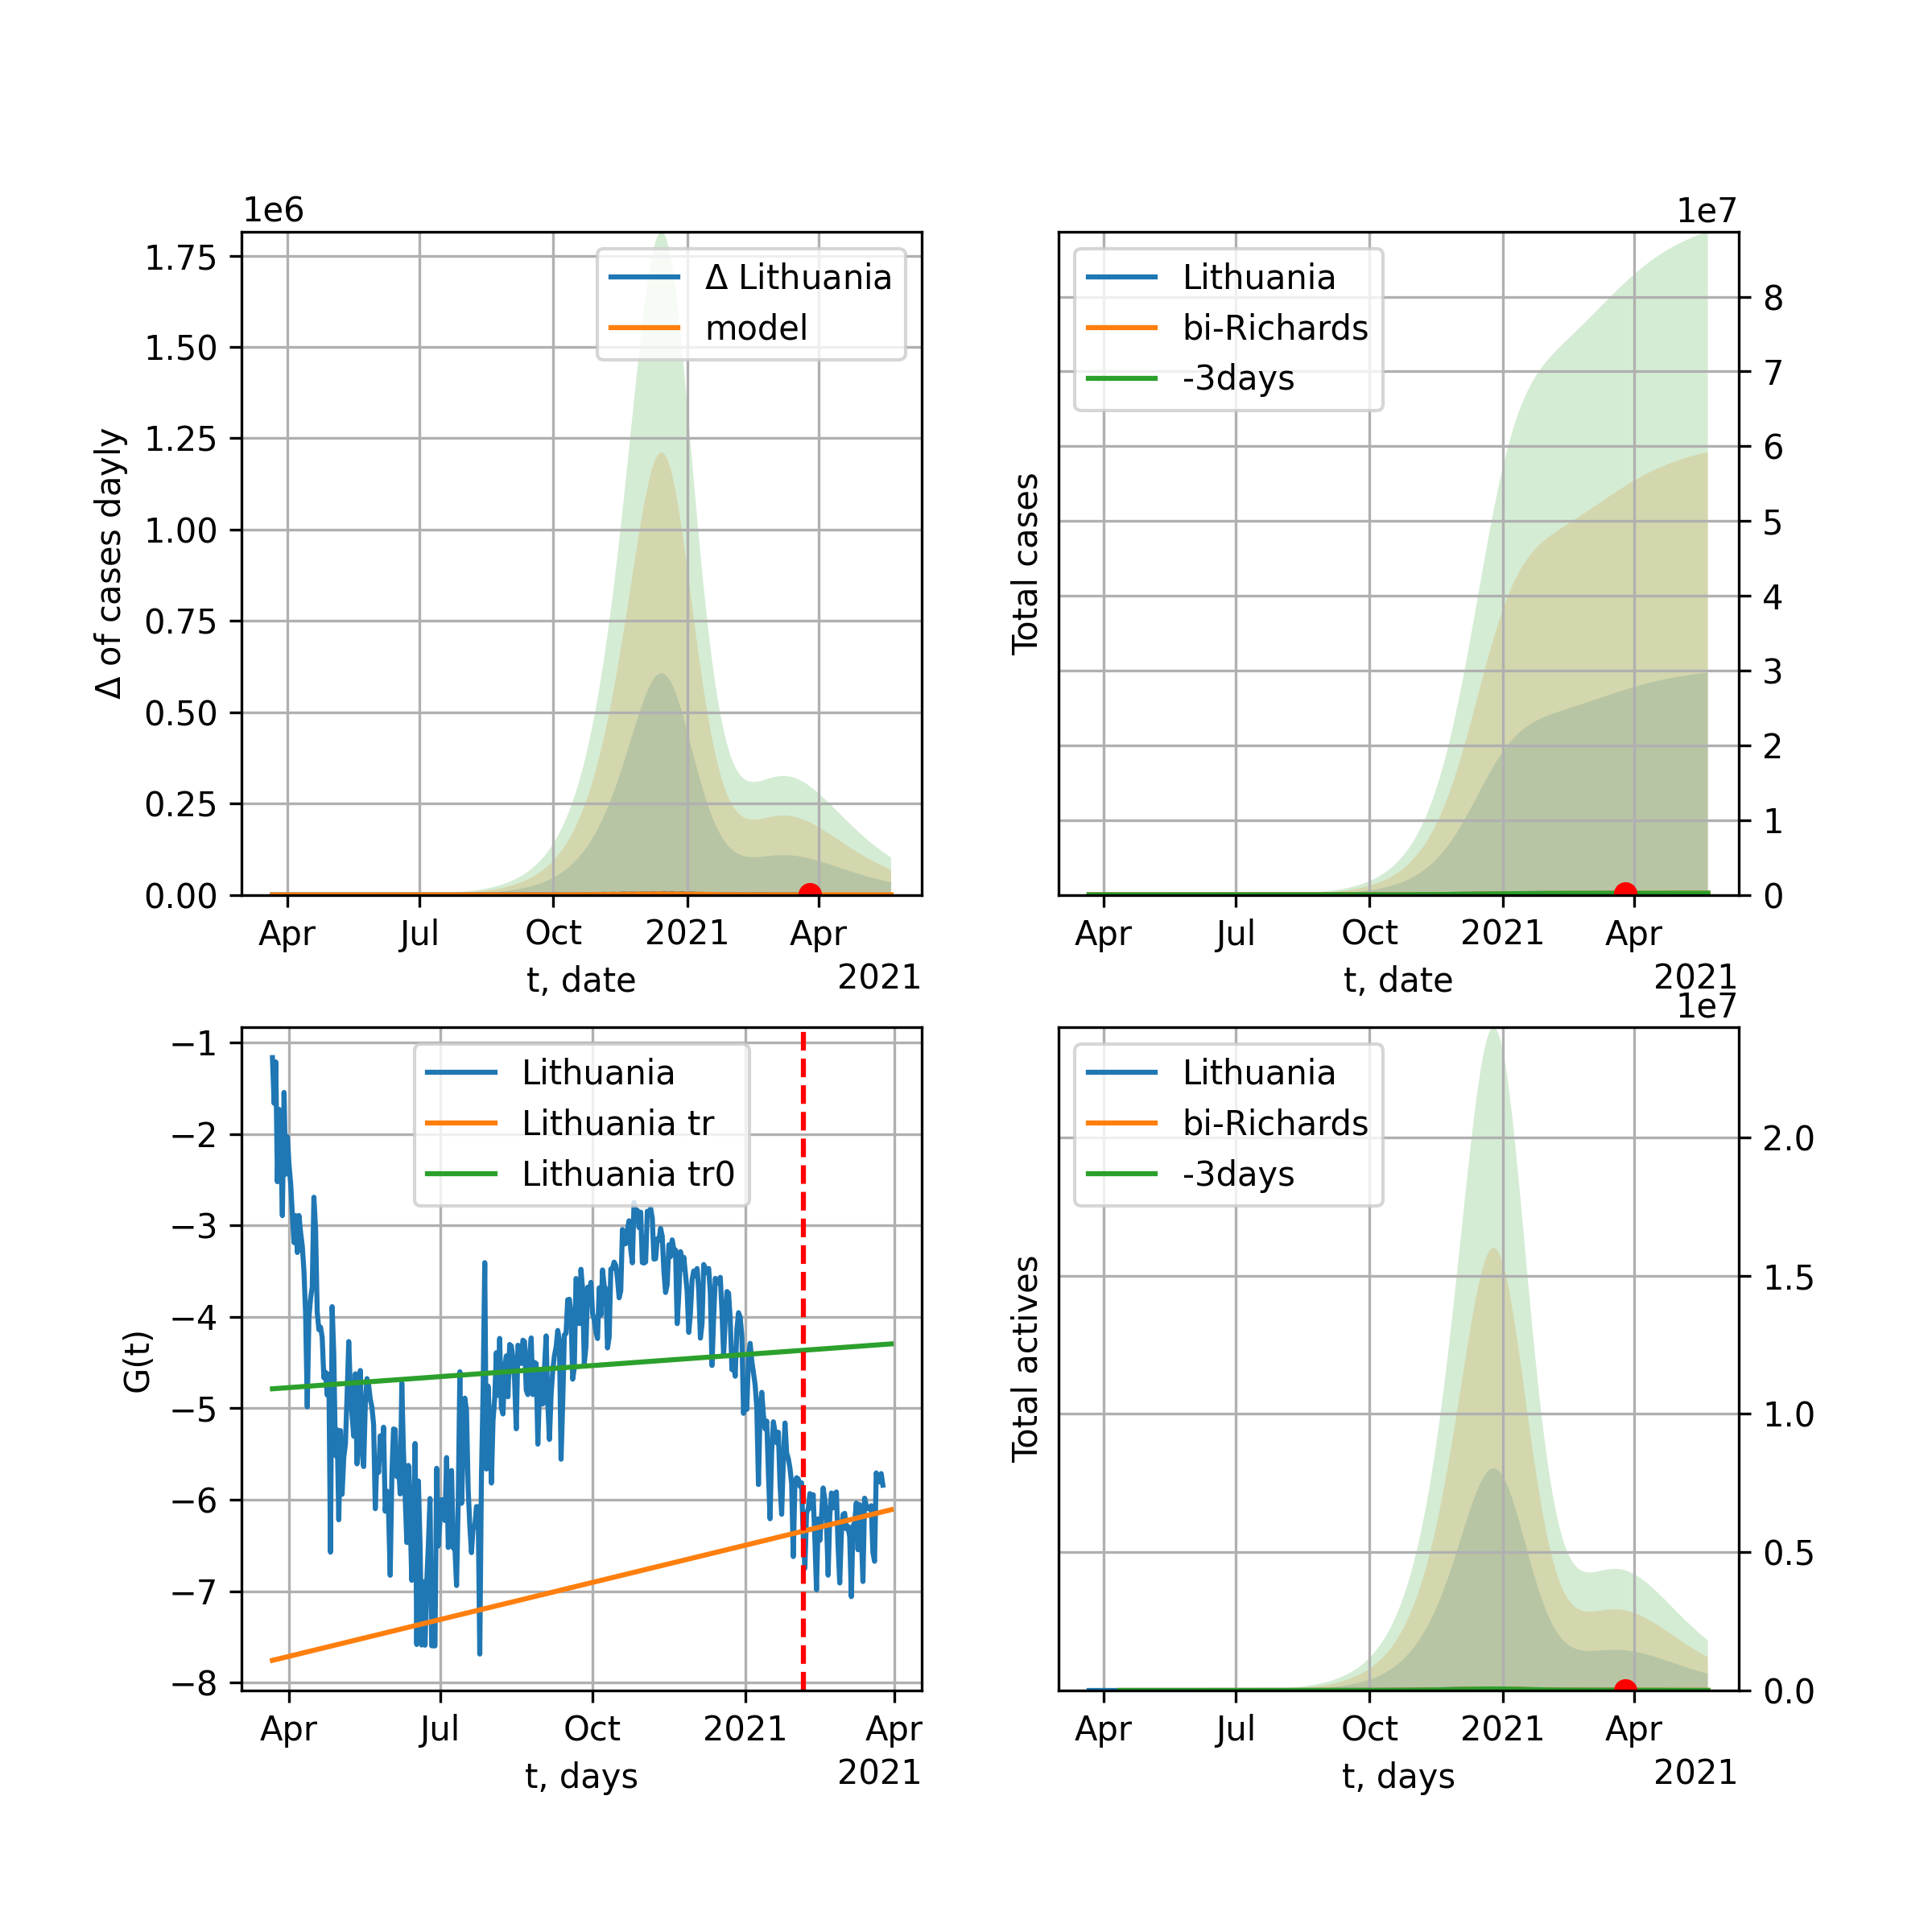 1e6
1.75
1.50
1.25
1.00
0.75
0.50
0.25
0.00
Δ of cases dayly
Δ Lithuania
model
Apr Jul Oct 2021 Apr
t, date
2021
1e7
Total cases
Lithuania
bi-Richards
-3days
8
7
6
5
4
3
2
1
0
Apr Jul Oct 2021 Apr
t, date
2021
−1
−2
−3
−4
−5
−6
−7
−8
G(t)
Lithuania
Lithuania tr
Lithuania tr0
Apr Jul Oct 2021 Apr
t, days
2021
1e7
Total actives
Lithuania
bi-Richards
-3days
2.0
1.5
1.0
0.5
0.0
Apr Jul Oct 2021 Apr
t, days
2021